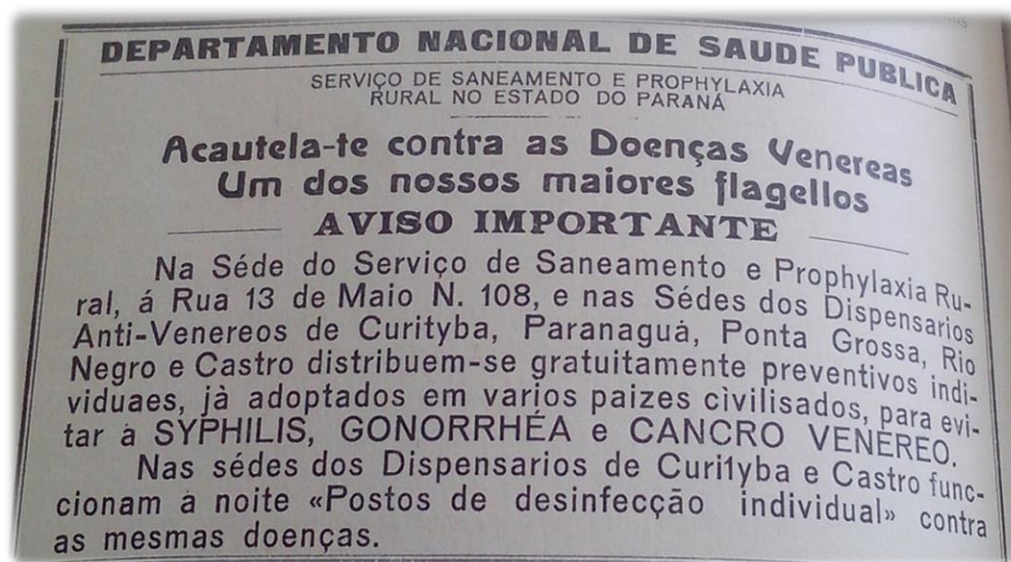 DEPARTAMENTO NACIONAL DE SAUDE PUBLICA
SERVIÇO DE SANEAMENTO E PROPHYLAXIA
RURAL NO ESTADO DO PARANÁ
Acautela-te contra as Doenças Venereas
Um dos nossos maiores flagellos
AVISO IMPORTANTE
Na Séde do Serviço de Saneamento e Prophylaxia Ru-
ral, á Rua 13 de Maio N. 108, e nas Sédes dos Dispensarios
Anti-Venereos de Curityba, Paranaguá, Ponta Grossa, Rio
Negro e Castro distribuem-se gratuitamente preventivos indi-
viduaes, jà adoptados em varios paizes cìvilisados, para evi-
tar à SYPHILIS, GONORRHÉA e CANCRO VENÉREO.
Nas sédes dos Dispensarios de Curi1yba e Castro func-
cionam á noite «Postos de desinfecção individual» contra
as mesmas doenças.